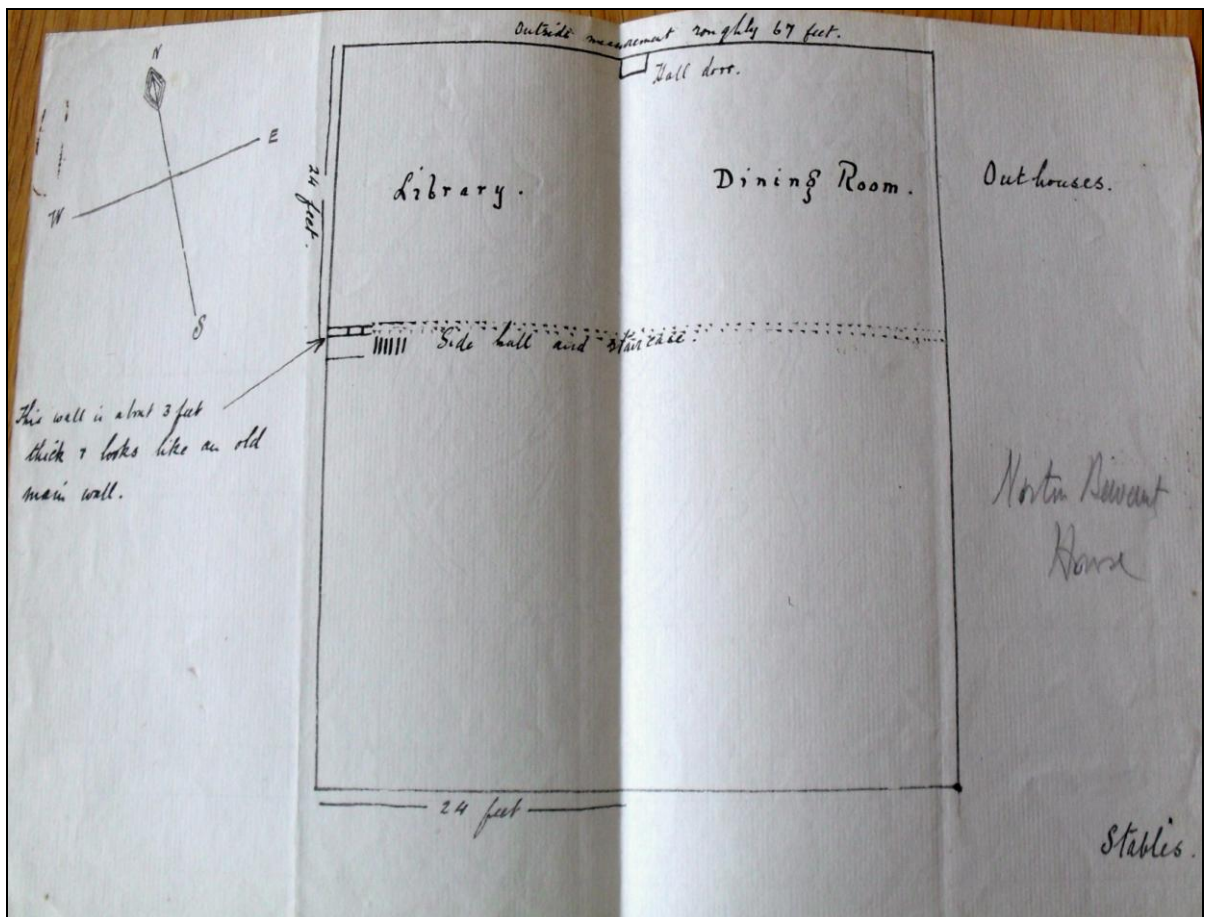 Outside measurement roughly 67 feet.
Hall door.
N
E
W
S
24 feet.
Library.
Dining Room.
Outhouses.
Side hall and staircase.
This wall is about 3 feet
thick & looks like an old
main wall.
North Bavant
House
24 feet
Stables.